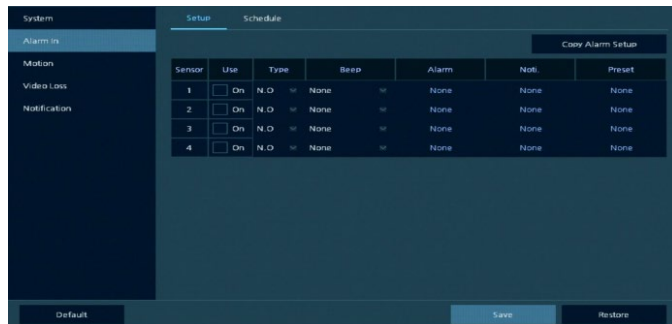 System
Alarm In
Motion
Video Loss
Notification
Setup Schedule
Copy Alarm Setup
Sensor Use Type Beep Alarm Noti. Preset
1 On N.O None None None None
2 On N.O None None None None
3 On N.O None None None None
4 On N.O None None None None
Default Save Restore